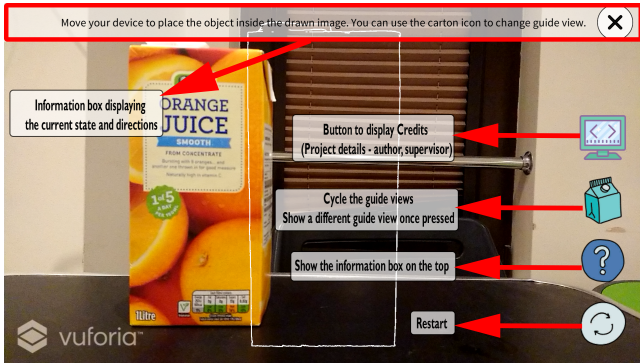 Move your device to place the object inside the drawn image. You can use the carton icon to change guide view.
Information box displaying
the current state and directions
ORANGE
JUICE
SMOOTH
FROM CONCENTRATE
1 of 5
1Litre
Button to display Credits
(Project details - author, supervisor)
Cycle the guide views
Show a different guide view once pressed
Show the information box on the top
?
Restart
vuforia™